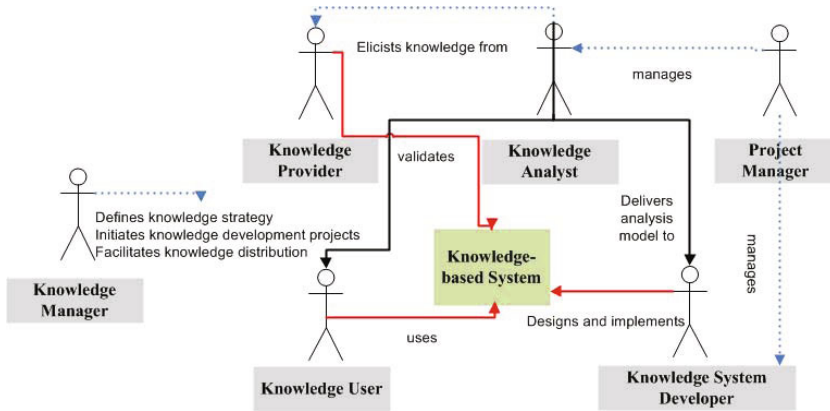 Elicists knowledge from
manages
Knowledge
Provider
validates
Knowledge
Analyst
Project
Manager
Defines knowledge strategy
Initiates knowledge development projects
Facilitates knowledge distribution
Knowledge
Manager
Delivers
analysis
model to
manages
Knowledge-
based System
uses
Designs and implements
Knowledge User
Knowledge System
Developer